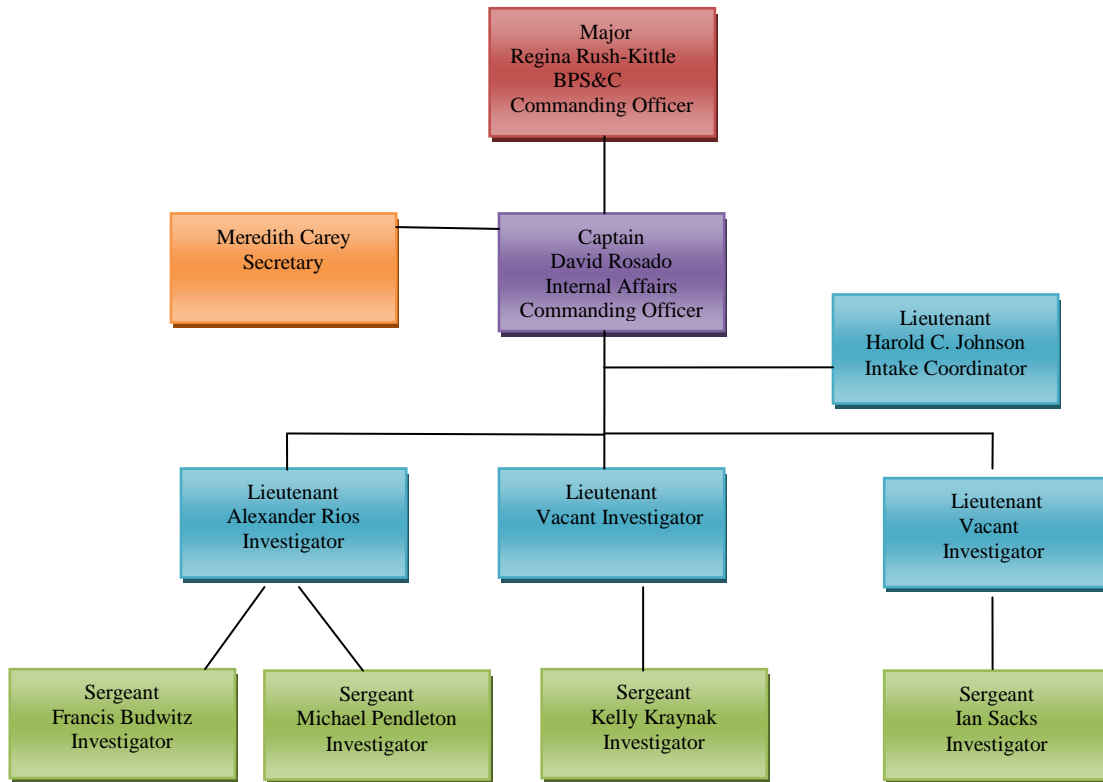 Major
Regina Rush-Kittle
BPS&C
Commanding Officer
Meredith Carey
Secretary
Captain
David Rosado
Internal Affairs
Commanding Officer
Lieutenant
Harold C. Johnson
Intake Coordinator
Lieutenant
Alexander Rios
Investigator
Lieutenant
Vacant Investigator
Lieutenant
Vacant
Investigator
Sergeant
Francis Budwitz
Investigator
Sergeant
Michael Pendleton
Investigator
Sergeant
Kelly Kraynak
Investigator
Sergeant
Ian Sacks
Investigator